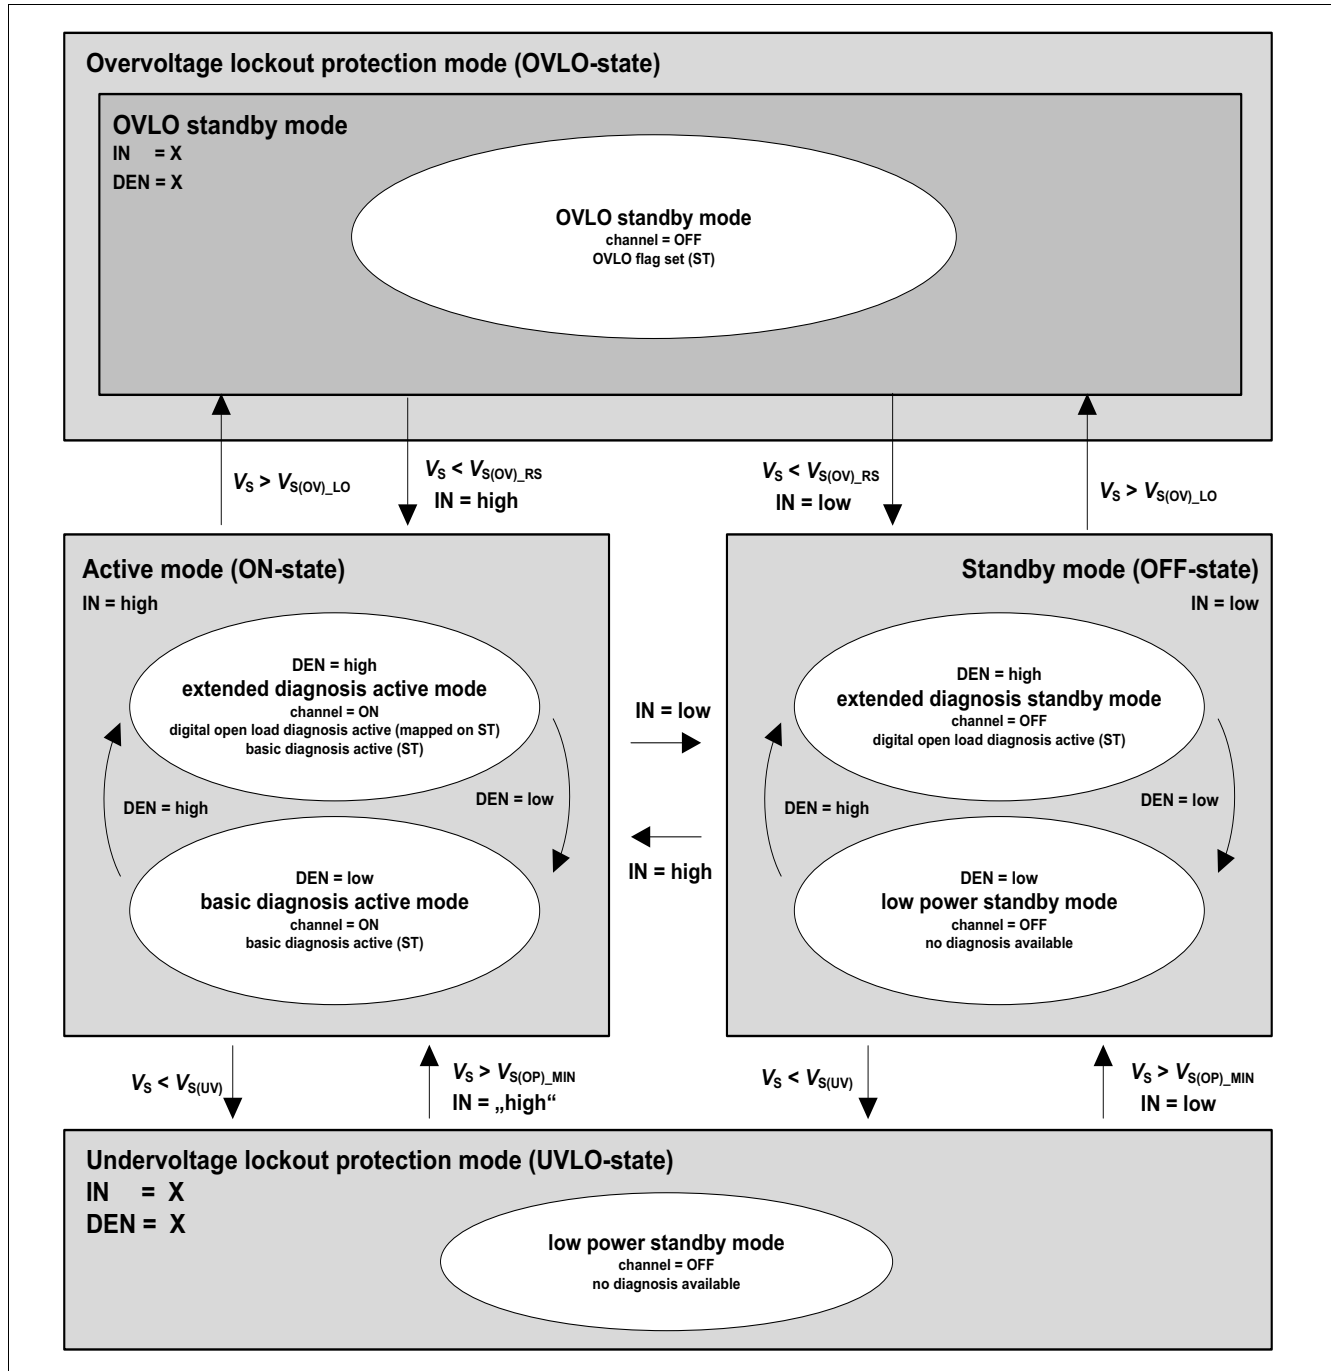 Overvoltage lockout protection mode (OVLO-state)
OVLO standby mode
IN = X
DEN = X
OVLO standby mode
channel = OFF
OVLO flag set (ST)
VS > VS(OV)_LO
VS < VS(OV)_RS
IN = high
VS < VS(OV)_RS
IN = low
VS > VS(OV)_LO
Active mode (ON-state)
IN = high
DEN = high
extended diagnosis active mode
channel = ON
digital open load diagnosis active (mapped on ST)
basic diagnosis active (ST)
DEN = high
DEN = low
DEN = low
basic diagnosis active mode
channel = ON
basic diagnosis active (ST)
IN = low
IN = high
Standby mode (OFF-state)
IN = low
DEN = high
extended diagnosis standby mode
channel = OFF
digital open load diagnosis active (ST)
DEN = high
DEN = low
DEN = low
low power standby mode
channel = OFF
no diagnosis available
VS < VS(UV)
VS > VS(OP)_MIN
IN = „high“
VS < VS(UV)
VS > VS(OP)_MIN
IN = low
Undervoltage lockout protection mode (UVLO-state)
IN = X
DEN = X
low power standby mode
channel = OFF
no diagnosis available